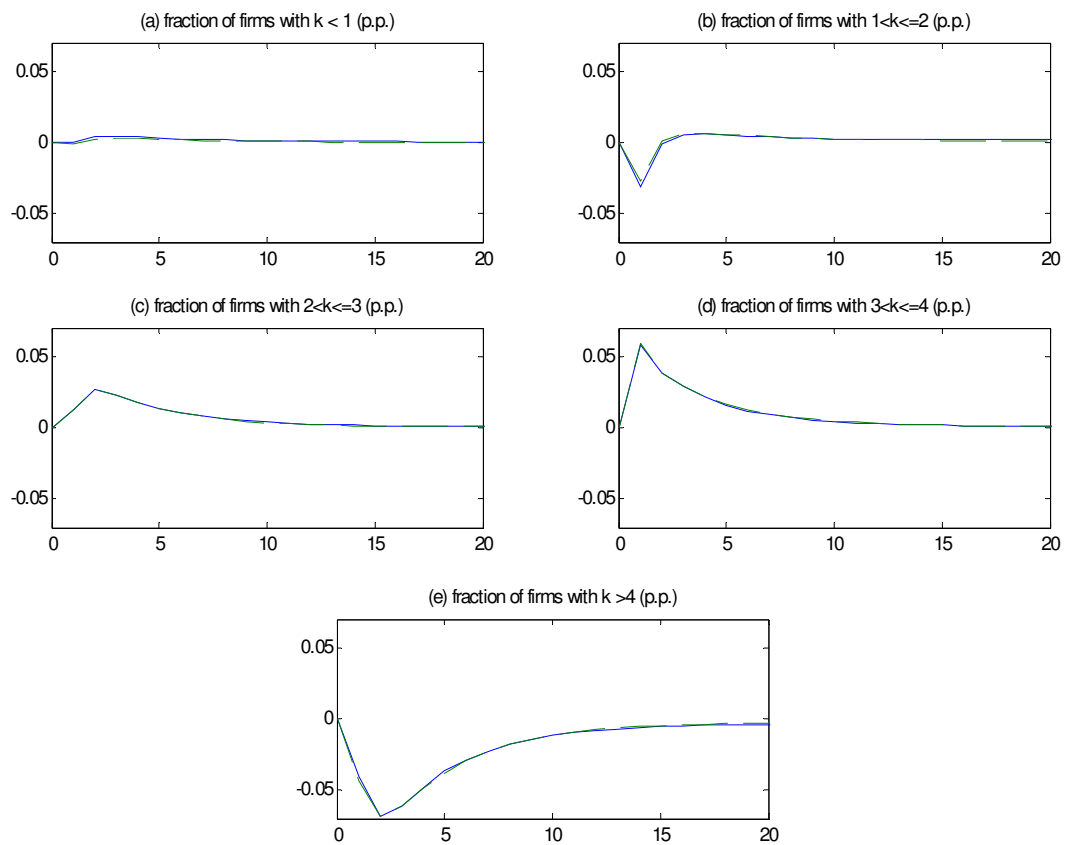 (a) fraction of firms with k < 1 (p.p.)
0.05
0
-0.05
0 5 10 15 20
(b) fraction of firms with 1<k<=2 (p.p.)
0.05
0
-0.05
0 5 10 15 20
(c) fraction of firms with 2<k<=3 (p.p.)
0.05
0
-0.05
0 5 10 15 20
(d) fraction of firms with 3<k<=4 (p.p.)
0.05
0
-0.05
0 5 10 15 20
(e) fraction of firms with k >4 (p.p.)
0.05
0
-0.05
0 5 10 15 20